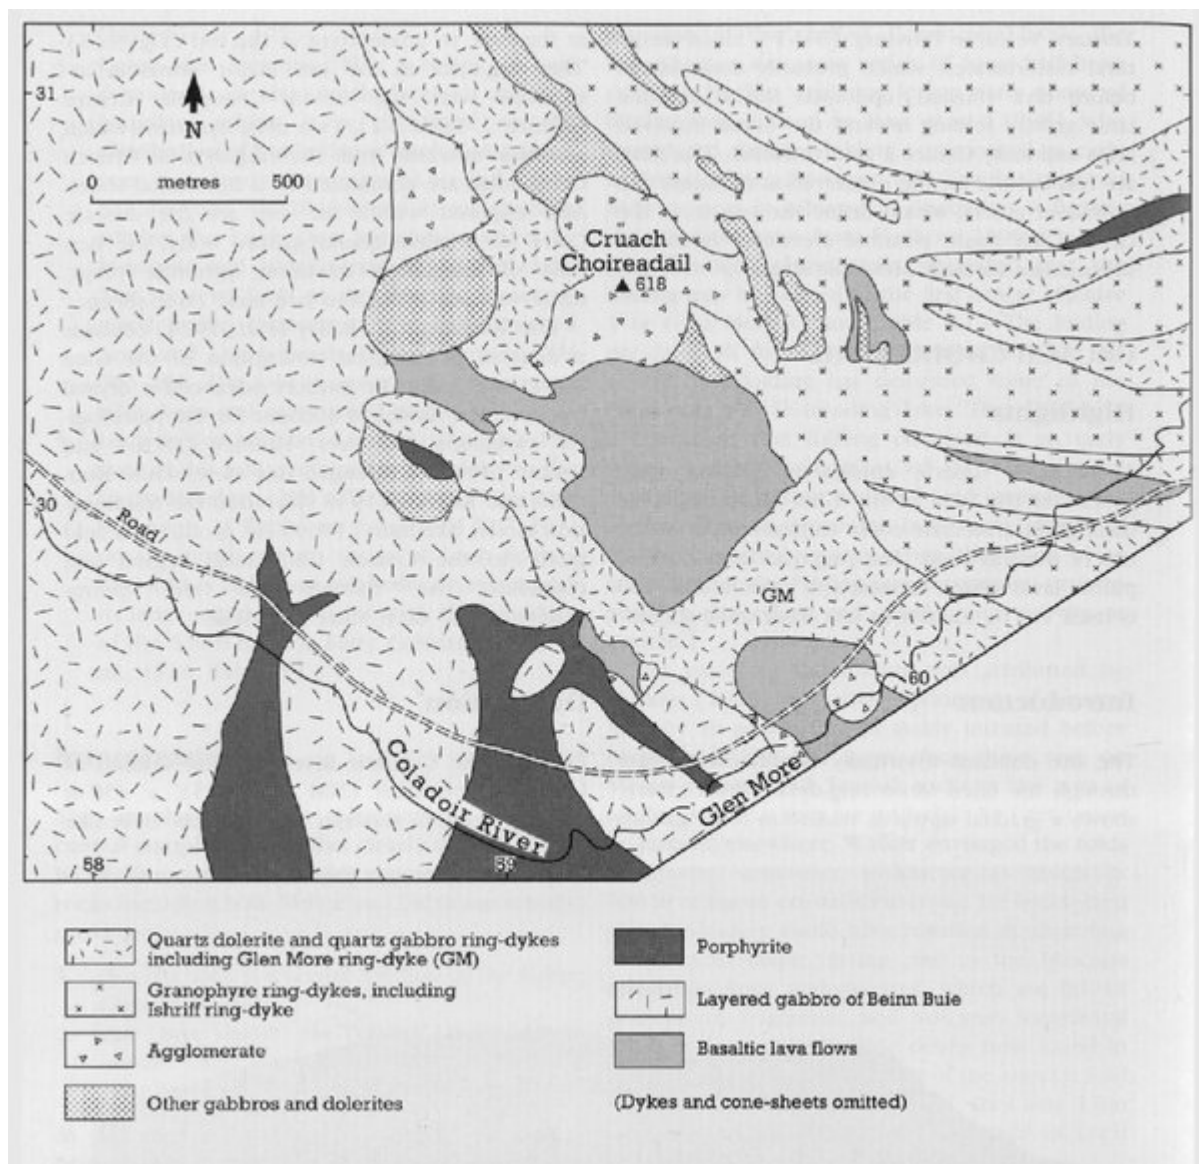 31
N
0 metres 500
Cruach
Choireadail
▲ 618
30
Road
GM
60
Coladoir River
Glen More
58
59
Quartz dolerite and quartz gabbro ring-dykes
including Glen More ring-dyke (GM)
Granophyre ring-dykes, including
Ishriff ring-dyke
Agglomerate
Other gabbros and dolerites
Porphyrite
Layered gabbro of Beinn Buie
Basaltic lava flows
(Dykes and cone-sheets omitted)